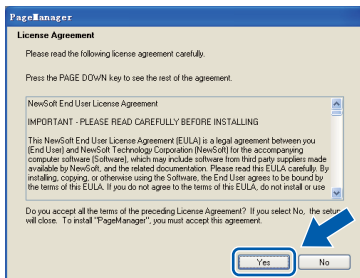 PageManager
License Agreement
Please read the following license agreement carefully.
Press the PAGE DOWN key to see the rest of the agreement.
NewSoft End User License Agreement
IMPORTANT - PLEASE READ CAREFULLY BEFORE INSTALLING
This NewSoft End User License Agreement (EULA) is a legal agreement between you
(End User) and NewSoft Technology Corporation (NewSoft) for the accompanying
computer software (Software), which may include software from third party suppliers made
available by NewSoft, and the related documentation. Please read this EULA carefully. By
installing, copying, or otherwise using the Software, the End User agrees to be bound by
the terms of this EULA. If you do not agree to the terms of this EULA, do not install or use
Do you accept all the terms of the preceding License Agreement? If you select No, the setup
will close. To install "PageManager", you must accept this agreement.
Yes
No